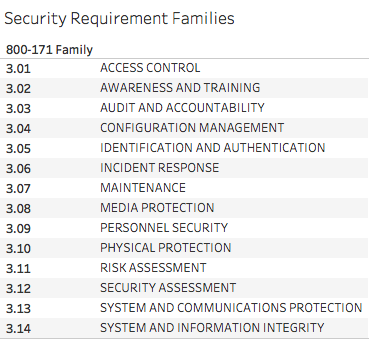 Security Requirement Families
800-171 Family
3.01 ACCESS CONTROL
3.02 AWARENESS AND TRAINING
3.03 AUDIT AND ACCOUNTABILITY
3.04 CONFIGURATION MANAGEMENT
3.05 IDENTIFICATION AND AUTHENTICATION
3.06 INCIDENT RESPONSE
3.07 MAINTENANCE
3.08 MEDIA PROTECTION
3.09 PERSONNEL SECURITY
3.10 PHYSICAL PROTECTION
3.11 RISK ASSESSMENT
3.12 SECURITY ASSESSMENT
3.13 SYSTEM AND COMMUNICATIONS PROTECTION
3.14 SYSTEM AND INFORMATION INTEGRITY